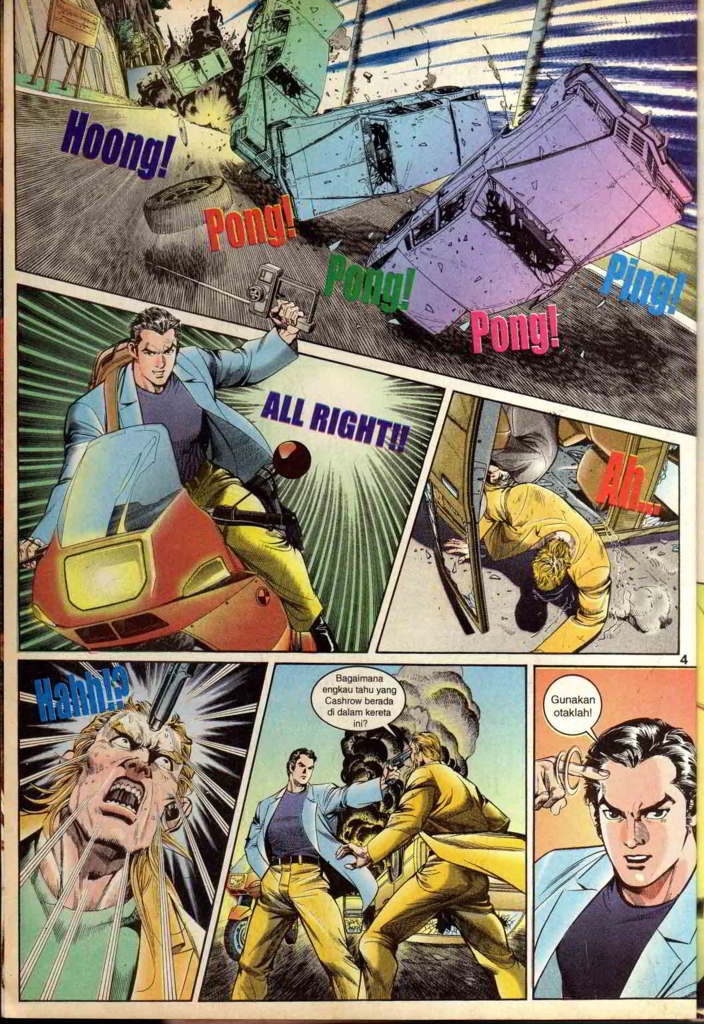 Hoong!
Pong!
Pong!
Pong!
Ping!
ALL RIGHT!!
Ah...
4
Hahh!?
Bagaimana
engkau tahu yang
Cashrow berada
di dalam kereta
ini?
Gunakan
otaklah!